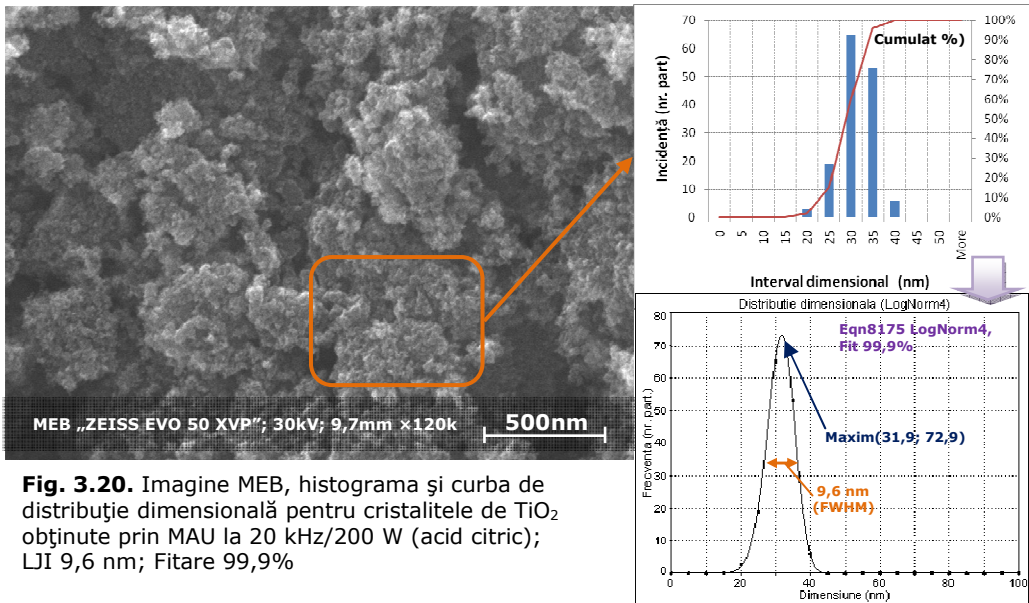 MEB „ZEISS EVO 50 XVP”; 30kV; 9,7mm ×120k
500nm
Fig. 3.20. Imagine MEB, histograma şi curba de
distribuţie dimensională pentru cristalitele de TiO₂
obţinute prin MAU la 20 kHz/200 W (acid citric);
LJI 9,6 nm; Fitare 99,9%
Incidenţă (nr. part)
70
60
50
40
30
20
10
0
Cumulat %)
100%
90%
80%
70%
60%
50%
40%
30%
20%
10%
0%
0 5 10 15 20 25 30 35 40 45 50 More
Interval dimensional (nm)
Distributie dimensionala (LogNorm4)
Eqn8175 LogNorm4,
Fit 99,9%
Maxim(31,9; 72,9)
9,6 nm
(FWHM)
Frecventa (nr. part.)
80
70
60
50
40
30
20
10
0
0 20 40 60 80 100
Dimensiune (nm)